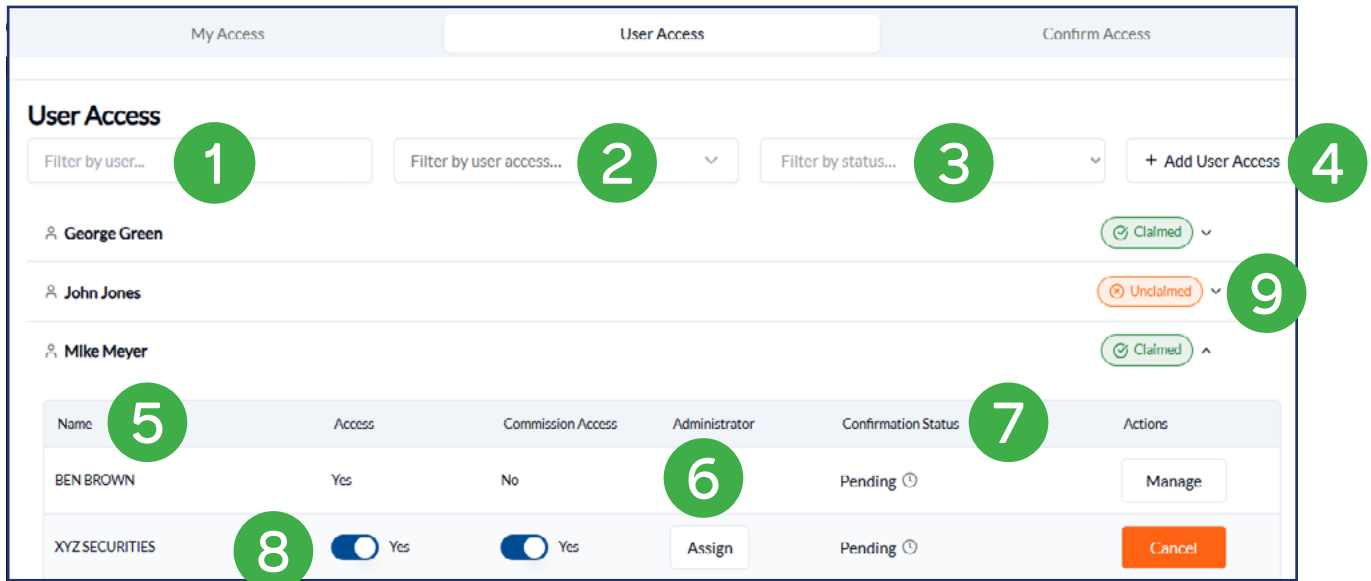 My Access User Access Confirm Access
User Access
Filter by user... 1 Filter by user access... 2 Filter by status... 3 + Add User Access 4
George Green Claimed
John Jones Unclaimed 9
Mike Meyer Claimed
Name 5 Access Commission Access Administrator Confirmation Status 7 Actions
BEN BROWN Yes No 6 Pending Manage
XYZ SECURITIES 8 Yes Yes Assign Pending Cancel